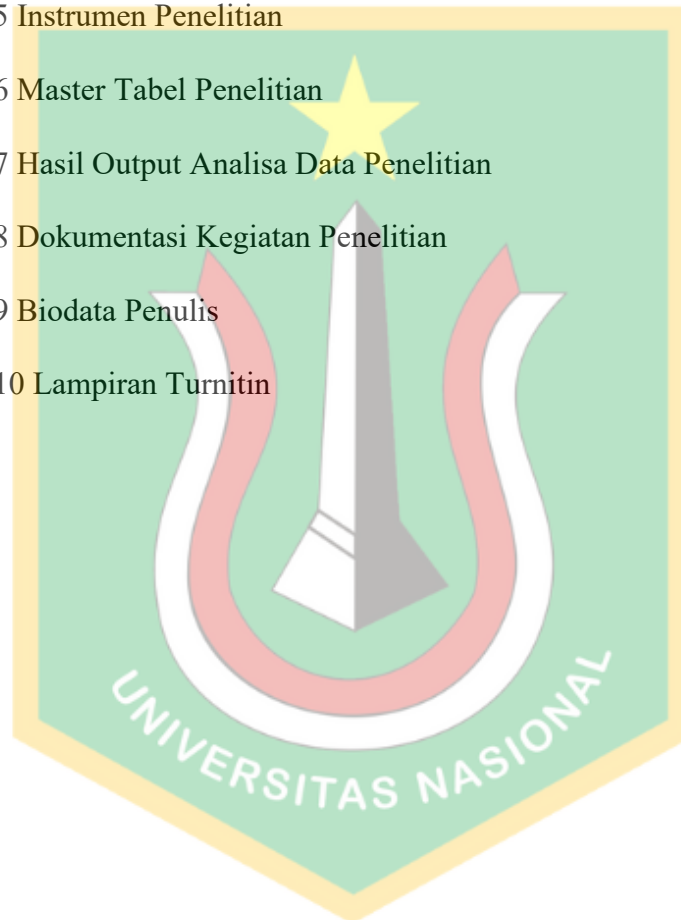 5 Instrumen Penelitian
6 Master Tabel Penelitian
7 Hasil Output Analisa Data Penelitian
8 Dokumentasi Kegiatan Penelitian
9 Biodata Penulis
10 Lampiran Turnitin
UNIVERSITAS NASIONAL